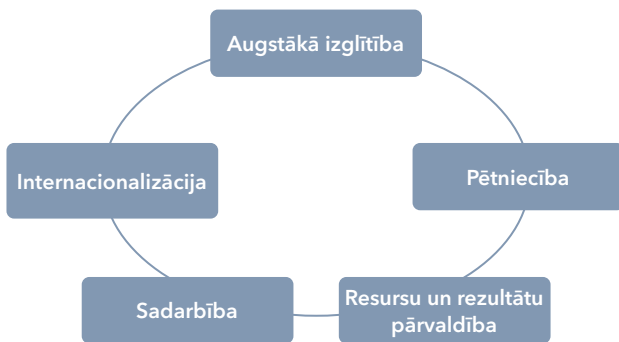 Augstākā izglītība
Internacionalizācija
Pētniecība
Sadarbība
Resursu un rezultātu
pārvaldība